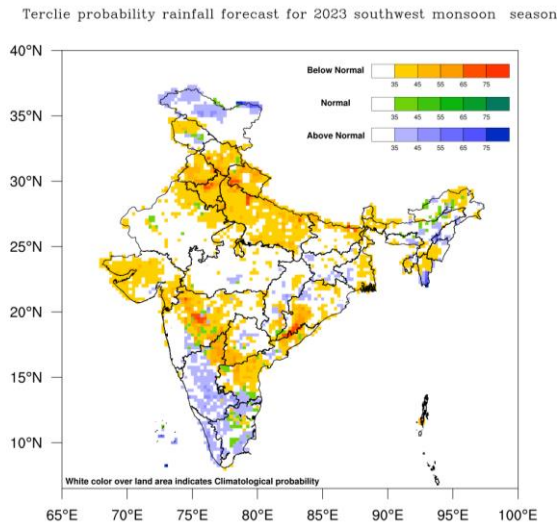 Terclie probability rainfall forecast for 2023 southwest monsoon season
40°N
35°N
30°N
25°N
20°N
15°N
10°N
Below Normal
35 45 55 65 75
Normal
35 45 55 65 75
Above Normal
35 45 55 65 75
White color over land area indicates Climatological probability
65°E 70°E 75°E 80°E 85°E 90°E 95°E 100°E